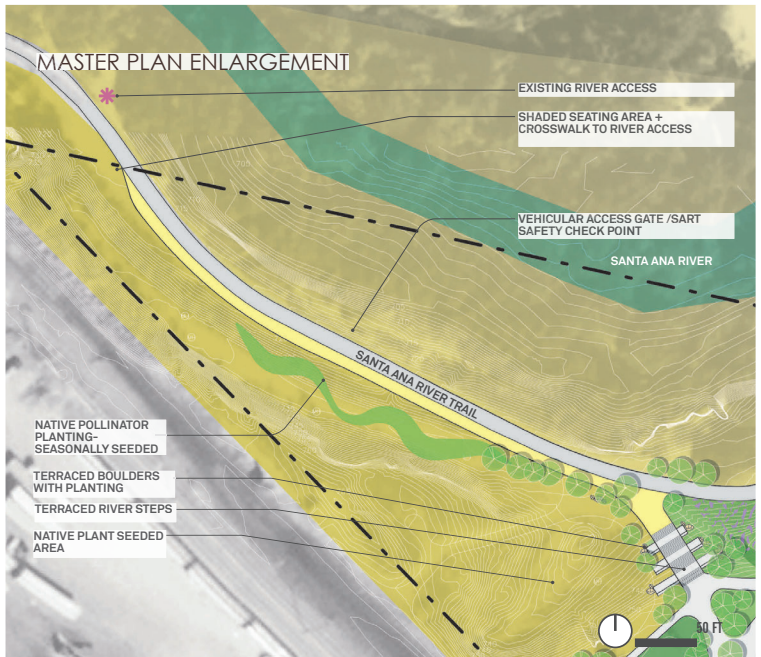 MASTER PLAN ENLARGEMENT
EXISTING RIVER ACCESS
SHADED SEATING AREA +
CROSSWALK TO RIVER ACCESS
VEHICULAR ACCESS GATE /SART
SAFETY CHECK POINT
SANTA ANA RIVER
SANTA ANA RIVER TRAIL
NATIVE POLLINATOR
PLANTING-
SEASONALLY SEEDED
TERRACED BOULDERS
WITH PLANTING
TERRACED RIVER STEPS
NATIVE PLANT SEEDED
AREA
50 FT